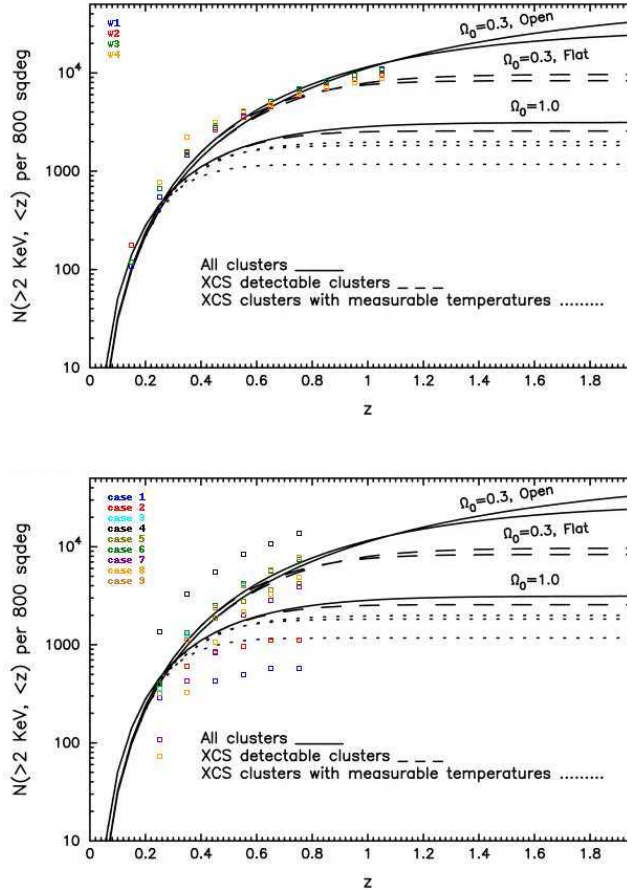 w1
w2
w3
w4
N(>2 KeV, <z) per 800 sqdeg
10⁴
1000
100
10
Ω₀=0.3, Open
Ω₀=0.3, Flat
Ω₀=1.0
All clusters
XCS detectable clusters
XCS clusters with measurable temperatures
0 0.2 0.4 0.6 0.8 1 1.2 1.4 1.6 1.8
z
case 1
case 2
case 3
case 4
case 5
case 6
case 7
case 8
case 9
N(>2 KeV, <z) per 800 sqdeg
10⁴
1000
100
10
Ω₀=0.3, Open
Ω₀=0.3, Flat
Ω₀=1.0
All clusters
XCS detectable clusters
XCS clusters with measurable temperatures
0 0.2 0.4 0.6 0.8 1 1.2 1.4 1.6 1.8
z